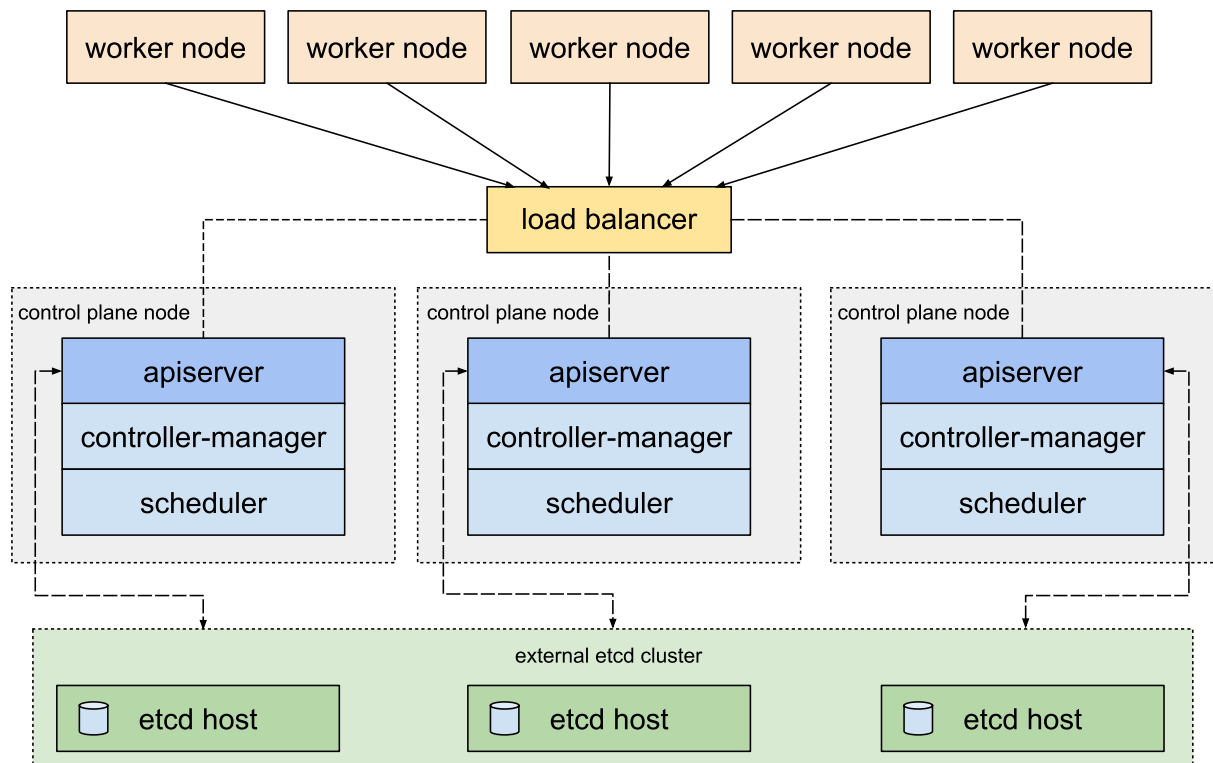 worker node
worker node
worker node
worker node
worker node
load balancer
control plane node
control plane node
control plane node
apiserver
apiserver
apiserver
controller-manager
controller-manager
controller-manager
scheduler
scheduler
scheduler
external etcd cluster
etcd host
etcd host
etcd host